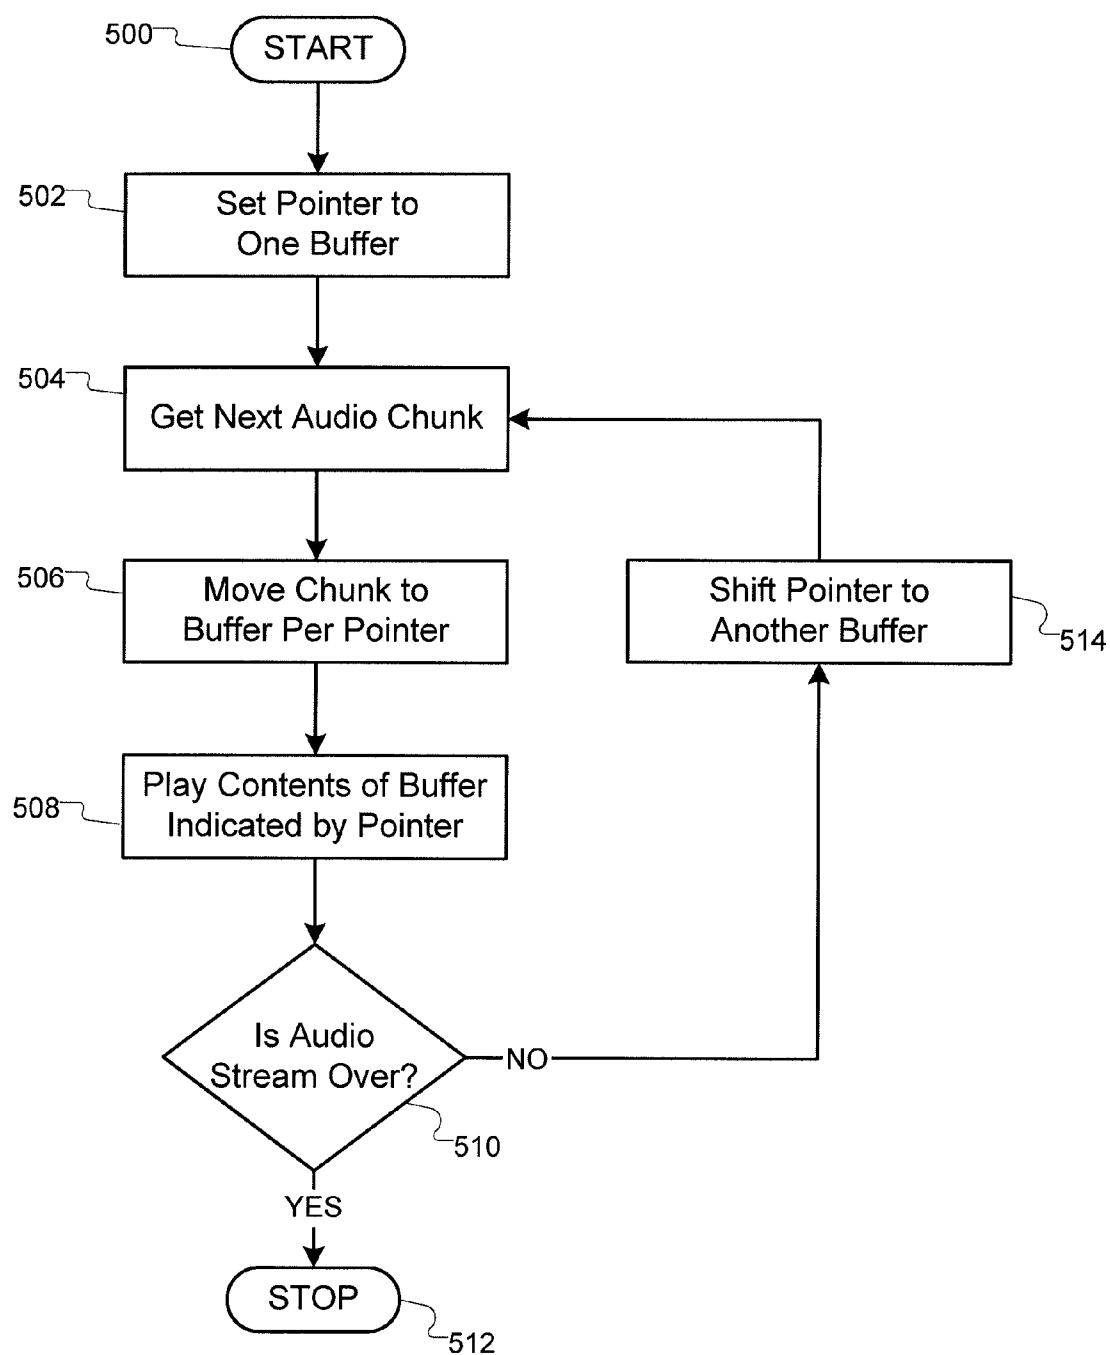 500
START
502
Set Pointer to
One Buffer
504
Get Next Audio Chunk
506
Move Chunk to
Buffer Per Pointer
Shift Pointer to
Another Buffer
514
508
Play Contents of Buffer
Indicated by Pointer
Is Audio
Stream Over?
NO
510
YES
STOP
512